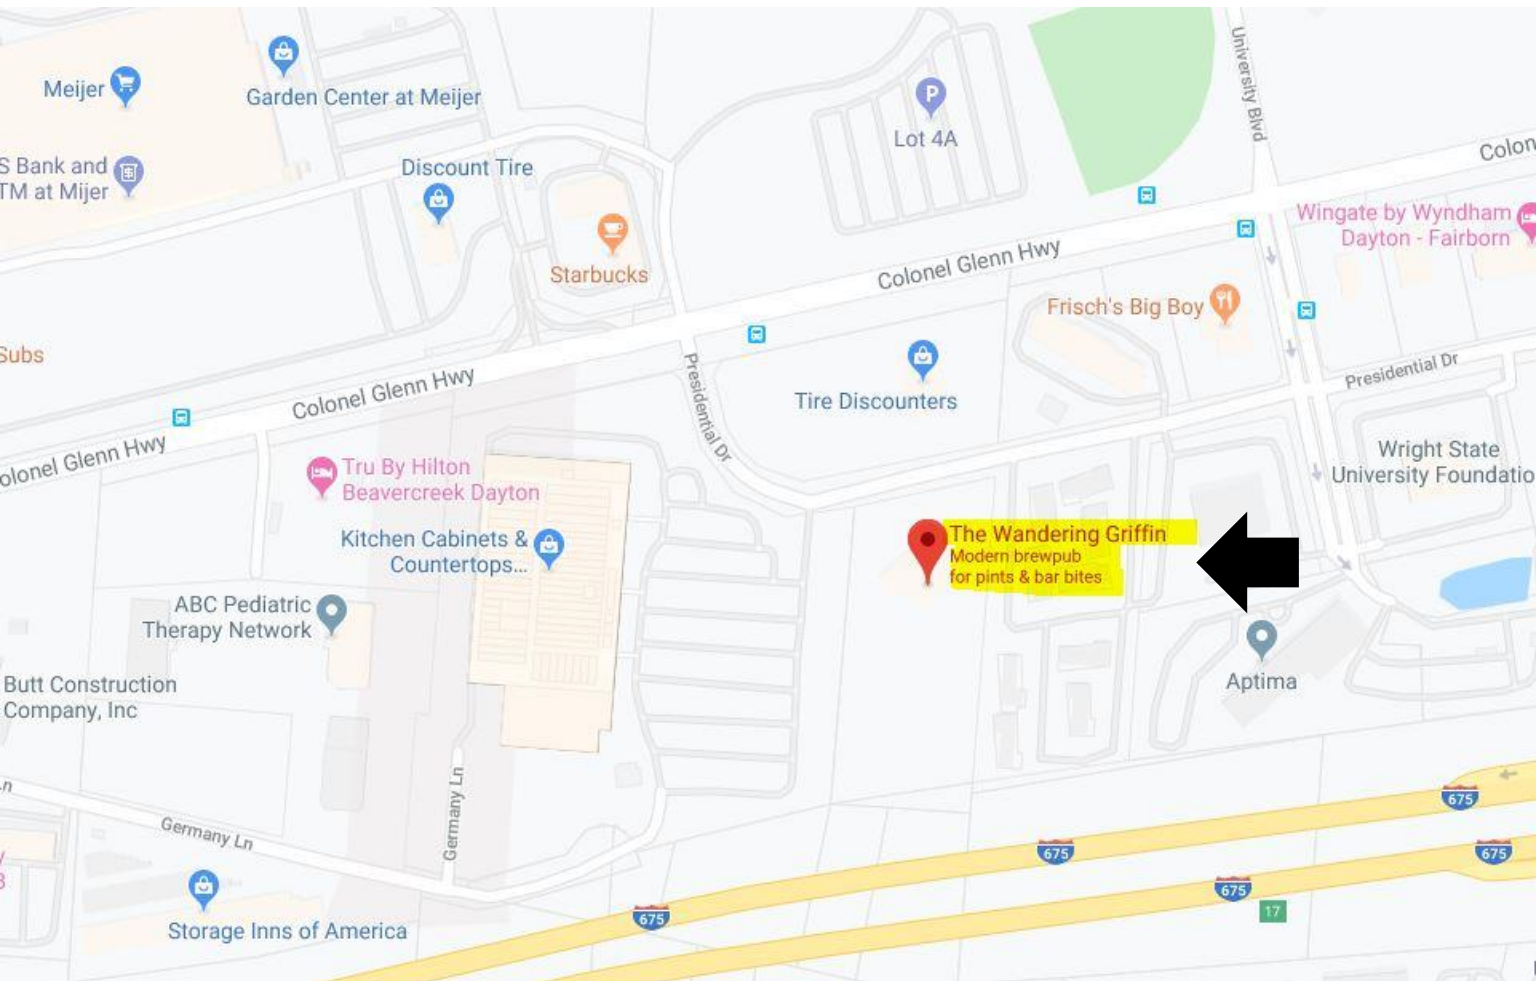 University Blvd
Meijer
Garden Center at Meijer
P
Lot 4A
Colon
S Bank and
TM at Mijer
Discount Tire
Wingate by Wyndham
Dayton - Fairborn
Starbucks
Colonel Glenn Hwy
Frisch's Big Boy
Subs
Presidential Dr
Tire Discounters
Presidential Dr
Colonel Glenn Hwy
olonel Glenn Hwy
Tru By Hilton
Beavercreek Dayton
Wright State
University Foundatio
Kitchen Cabinets &
Countertops...
The Wandering Griffin
Modern brewpub
for pints & bar bites
ABC Pediatric
Therapy Network
Aptima
Butt Construction
Company, Inc
Ln
Germany Ln
Germany Ln
675
675
675
675
675
17
Storage Inns of America